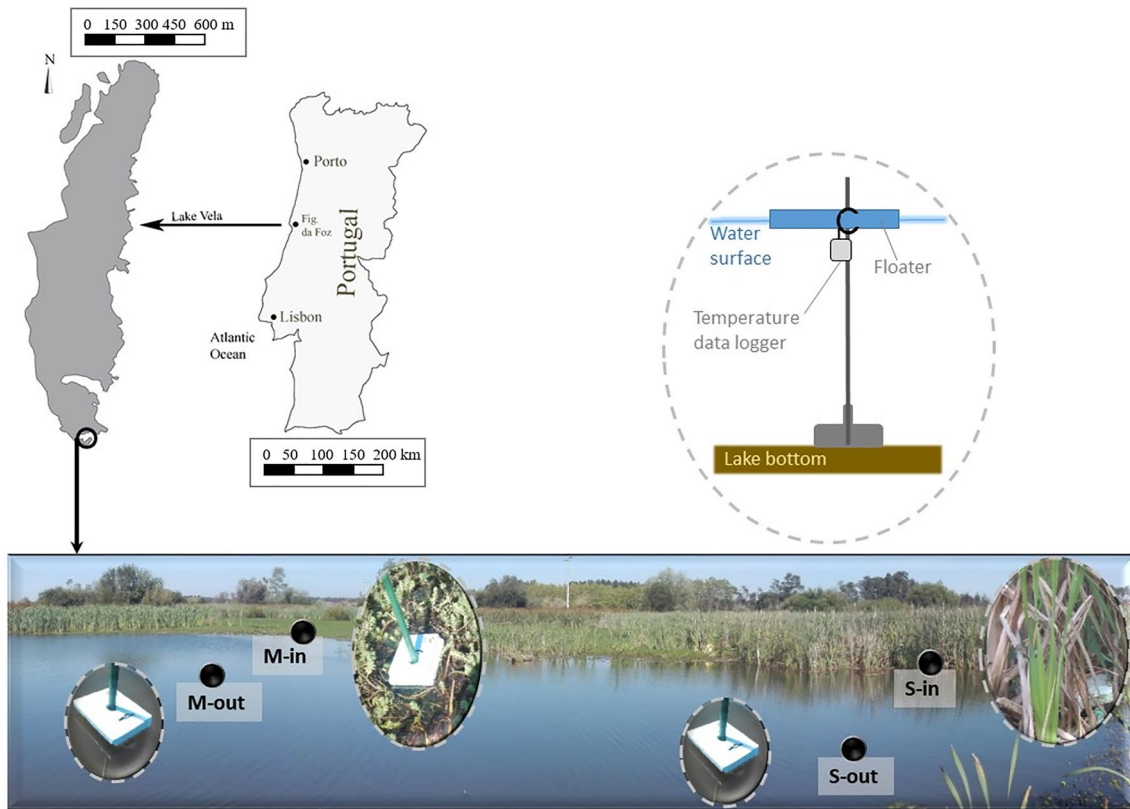 0 150 300 450 600 m
N
Porto
Lake Vela
Fig.
da Foz
Portugal
Lisbon
Atlantic
Ocean
0 50 100 150 200 km
Water
surface
Floater
Temperature
data logger
Lake bottom
M-in
M-out
S-in
S-out